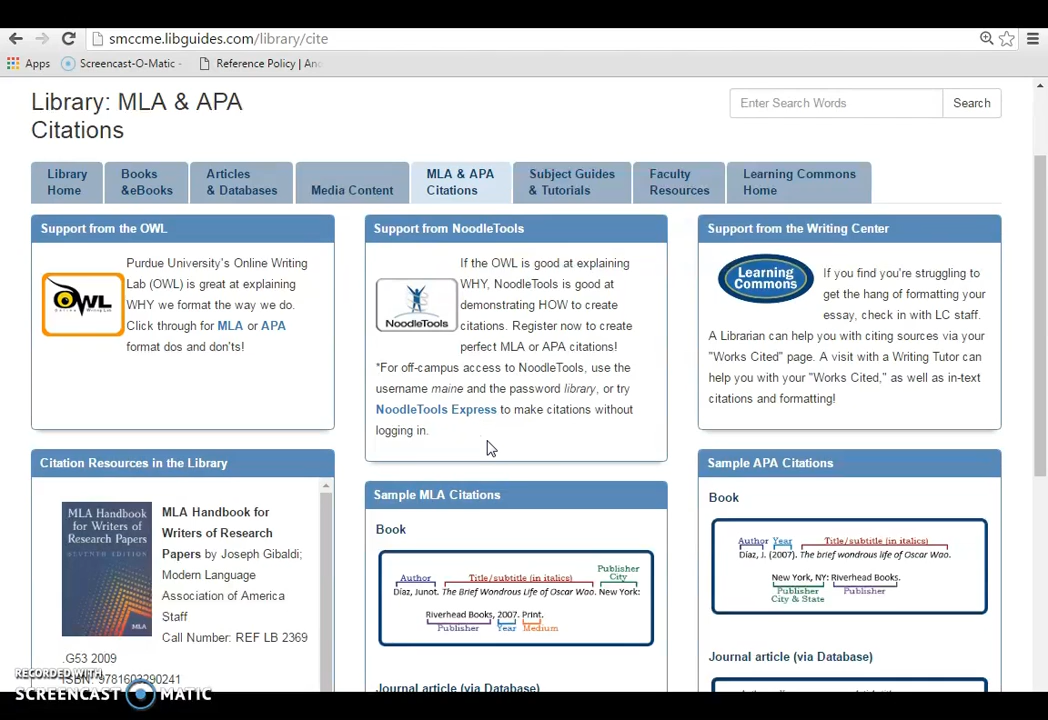 smccme.libguides.com/library/cite
Apps
Screencast-O-Matic -
Reference Policy | An
Library: MLA & APA
Citations
Enter Search Words
Search
Library
Home
Books
&eBooks
Articles
& Databases
Media Content
MLA & APA
Citations
Subject Guides
& Tutorials
Faculty
Resources
Learning Commons
Home
Support from the OWL
OWL
Purdue University's Online Writing
Lab (OWL) is great at explaining
WHY we format the way we do.
Click through for MLA or APA
format dos and don'ts!
Support from NoodleTools
NoodleTools
If the OWL is good at explaining
WHY, NoodleTools is good at
demonstrating HOW to create
citations. Register now to create
perfect MLA or APA citations!
*For off-campus access to NoodleTools, use the
username maine and the password library, or try
NoodleTools Express to make citations without
logging in.
Support from the Writing Center
Learning
Commons
If you find you're struggling to
get the hang of formatting your
essay, check in with LC staff.
A Librarian can help you with citing sources via your
"Works Cited" page. A visit with a Writing Tutor can
help you with your "Works Cited," as well as in-text
citations and formatting!
Citation Resources in the Library
MLA Handbook
for Writers of
Research Papers
SEVENTH EDITION
MLA
MLA Handbook for
Writers of Research
Papers by Joseph Gibaldi;
Modern Language
Association of America
Staff
Call Number: REF LB 2369
.G53 2009
ISBN: 9781603290241
Sample MLA Citations
Book
Author
Title/subtitle (in italics)
Publisher
City
Díaz, Junot. The Brief Wondrous Life of Oscar Wao. New York:
Riverhead Books, 2007. Print.
Publisher
Year
Medium
Journal article (via Database)
Sample APA Citations
Book
Author
Year
Title/subtitle (in italics)
Díaz, J. (2007). The brief wondrous life of Oscar Wao.
New York, NY: Riverhead Books.
Publisher
City & State
Publisher
Journal article (via Database)
RECORDED WITH
SCREENCAST MATIC